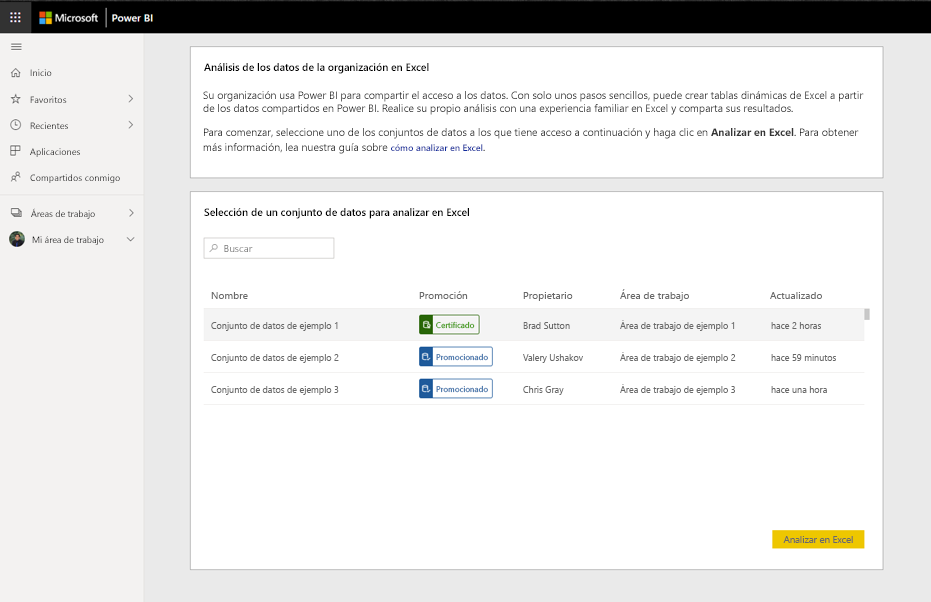 Microsoft Power BI
Inicio
Favoritos
Recientes
Aplicaciones
Compartidos conmigo
Áreas de trabajo
Mi área de trabajo
Análisis de los datos de la organización en Excel
Su organización usa Power BI para compartir el acceso a los datos. Con solo unos pasos sencillos, puede crear tablas dinámicas de Excel a partir
de los datos compartidos en Power BI. Realice su propio análisis con una experiencia familiar en Excel y comparta sus resultados.
Para comenzar, seleccione uno de los conjuntos de datos a los que tiene acceso a continuación y haga clic en Analizar en Excel. Para obtener
más información, lea nuestra guía sobre cómo analizar en Excel.
Selección de un conjunto de datos para analizar en Excel
Buscar
Nombre Promoción Propietario Área de trabajo Actualizado
Conjunto de datos de ejemplo 1 Certificado Brad Sutton Área de trabajo de ejemplo 1 hace 2 horas
Conjunto de datos de ejemplo 2 Promocionado Valery Ushakov Área de trabajo de ejemplo 2 hace 59 minutos
Conjunto de datos de ejemplo 3 Promocionado Chris Gray Área de trabajo de ejemplo 3 hace una hora
Analizar en Excel